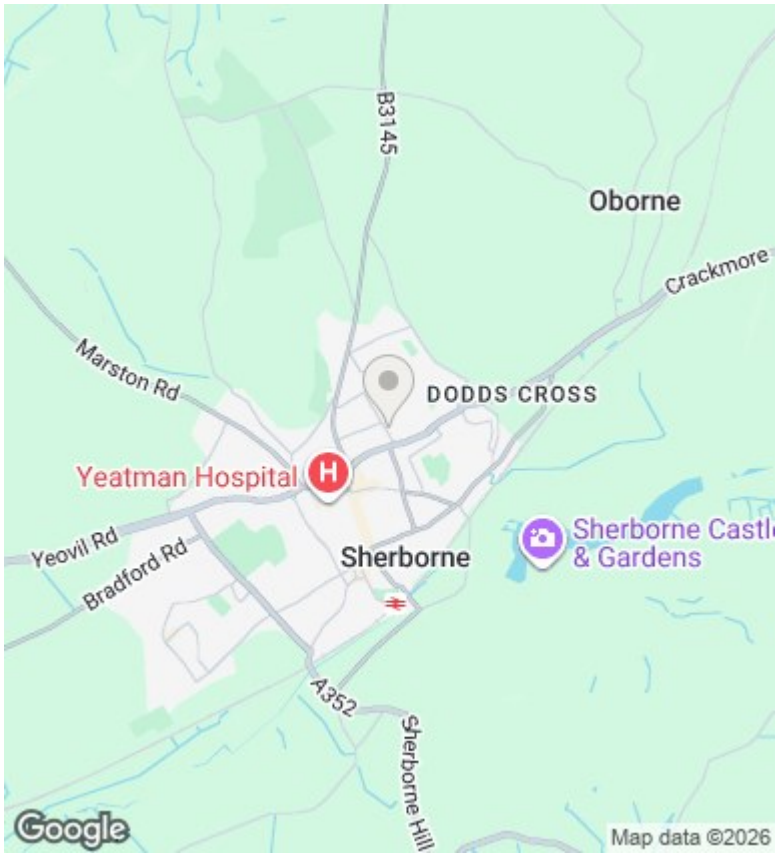 B3145
Oborne
Crackmore
Marston Rd
DODDS CROSS
Yeatman Hospital
H
Yeovil Rd
Bradford Rd
Sherborne
Sherborne Castle
& Gardens
A352
Sherborne Hill
Google
Map data ©2026